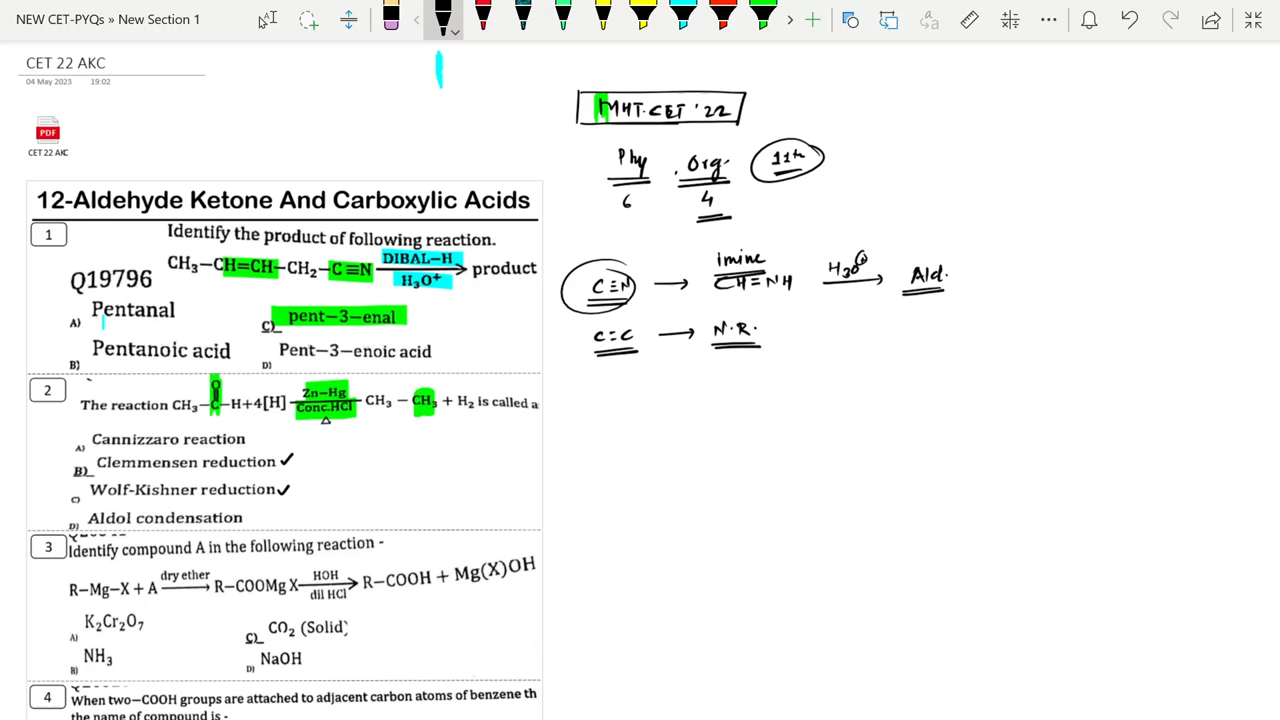 NEW CET-PYQs » New Section 1
CET 22 AKC
04 May 2023 19:02
PDF
CET 22 AKC
MHT-CET '22
Phy Org. 11th
6 4
C≡N → imine CH=NH H3O⊕ → Ald.
C=C → N.R.
12-Aldehyde Ketone And Carboxylic Acids
1
Identify the product of following reaction.
CH₃–CH=CH–CH₂–C≡N DIBAL–H H₃O⁺ → product
Q19796
A) Pentanal
C) pent–3–enal
B) Pentanoic acid
D) Pent–3–enoic acid
2
The reaction CH₃–C–H+4[H] Zn–Hg Conc.HCl Δ CH₃ – CH₃ + H₂ is called a
O
A) Cannizzaro reaction
B) Clemmensen reduction ✓
C) Wolf-Kishner reduction ✓
D) Aldol condensation
3
Identify compound A in the following reaction -
R–Mg–X + A dry ether → R–COOMg X HOH dil HCl → R–COOH + Mg(X)OH
A) K₂Cr₂O₇
C) CO₂ (Solid)
B) NH₃
D) NaOH
4
When two–COOH groups are attached to adjacent carbon atoms of benzene th
the name of compound is -